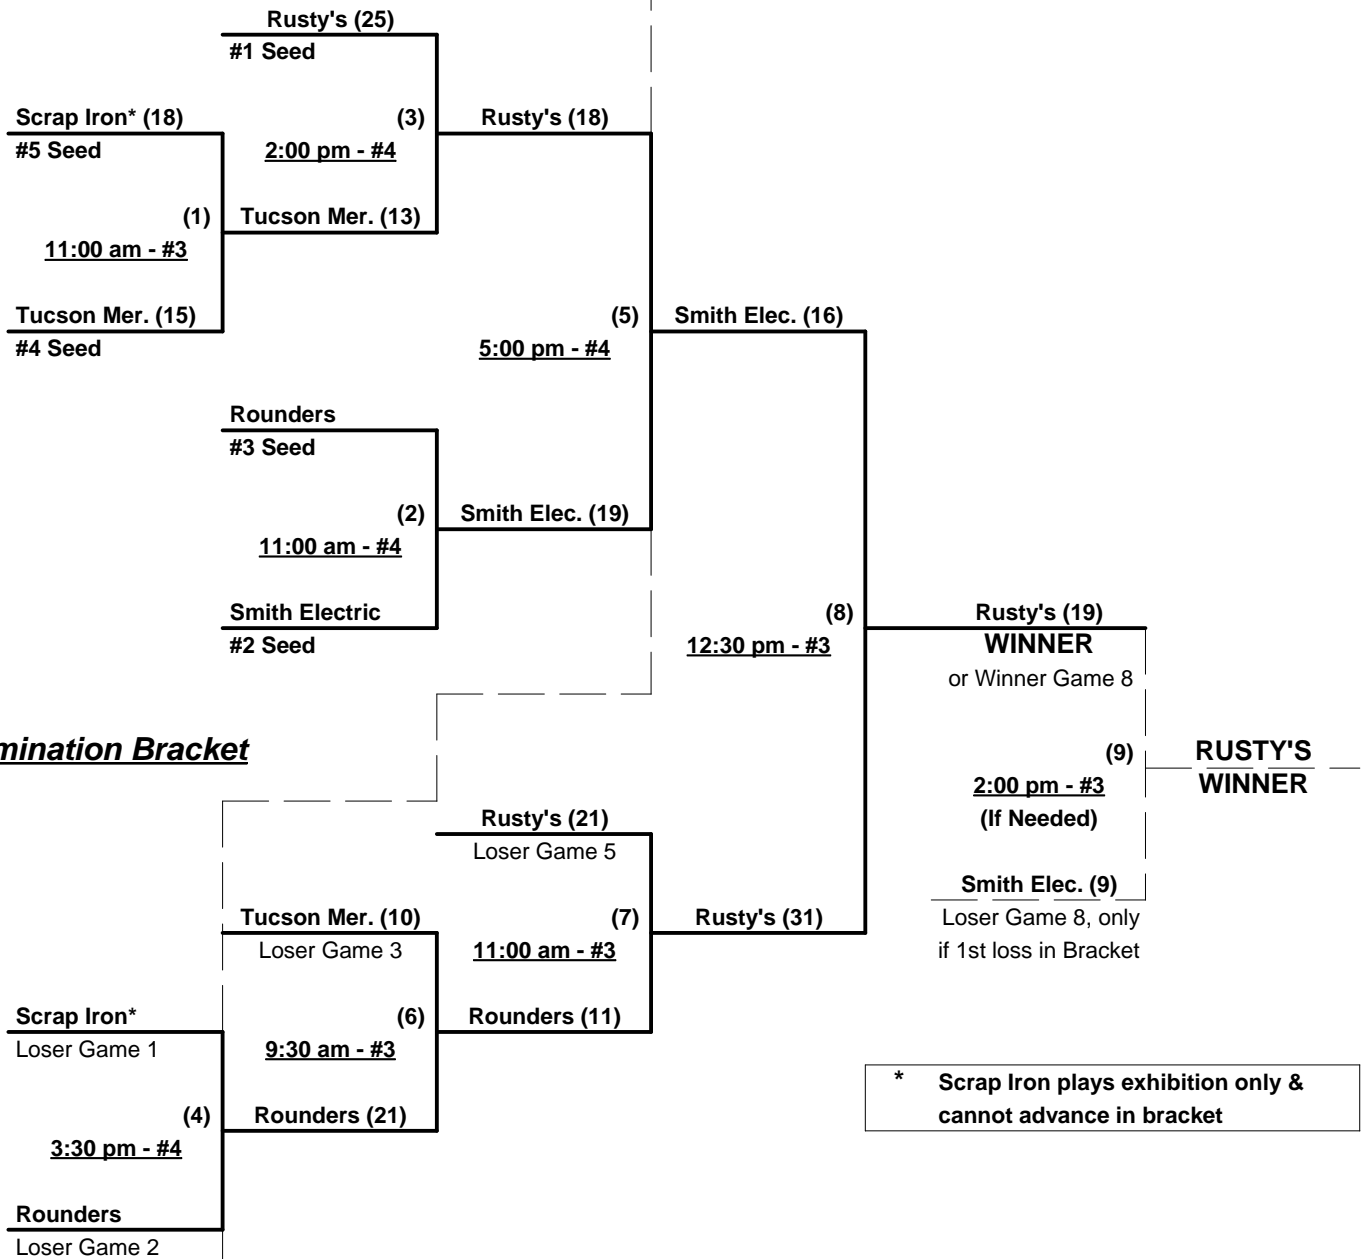 Rusty's (25)
#1 Seed
Scrap Iron* (18)
#5 Seed
(3)
2:00 pm - #4
Rusty's (18)
(1)
11:00 am - #3
Tucson Mer. (13)
Tucson Mer. (15)
#4 Seed
(5)
5:00 pm - #4
Smith Elec. (16)
Rounders
#3 Seed
(2)
11:00 am - #4
Smith Elec. (19)
Smith Electric
#2 Seed
(8)
12:30 pm - #3
Rusty's (19)
WINNER
or Winner Game 8
mination Bracket
(9)
2:00 pm - #3
(If Needed)
RUSTY'S
WINNER
Rusty's (21)
Loser Game 5
Smith Elec. (9)
Loser Game 8, only
if 1st loss in Bracket
Tucson Mer. (10)
Loser Game 3
(7)
11:00 am - #3
Rusty's (31)
Scrap Iron*
Loser Game 1
(6)
9:30 am - #3
Rounders (11)
(4)
3:30 pm - #4
Rounders (21)
* Scrap Iron plays exhibition only &
cannot advance in bracket
Rounders
Loser Game 2